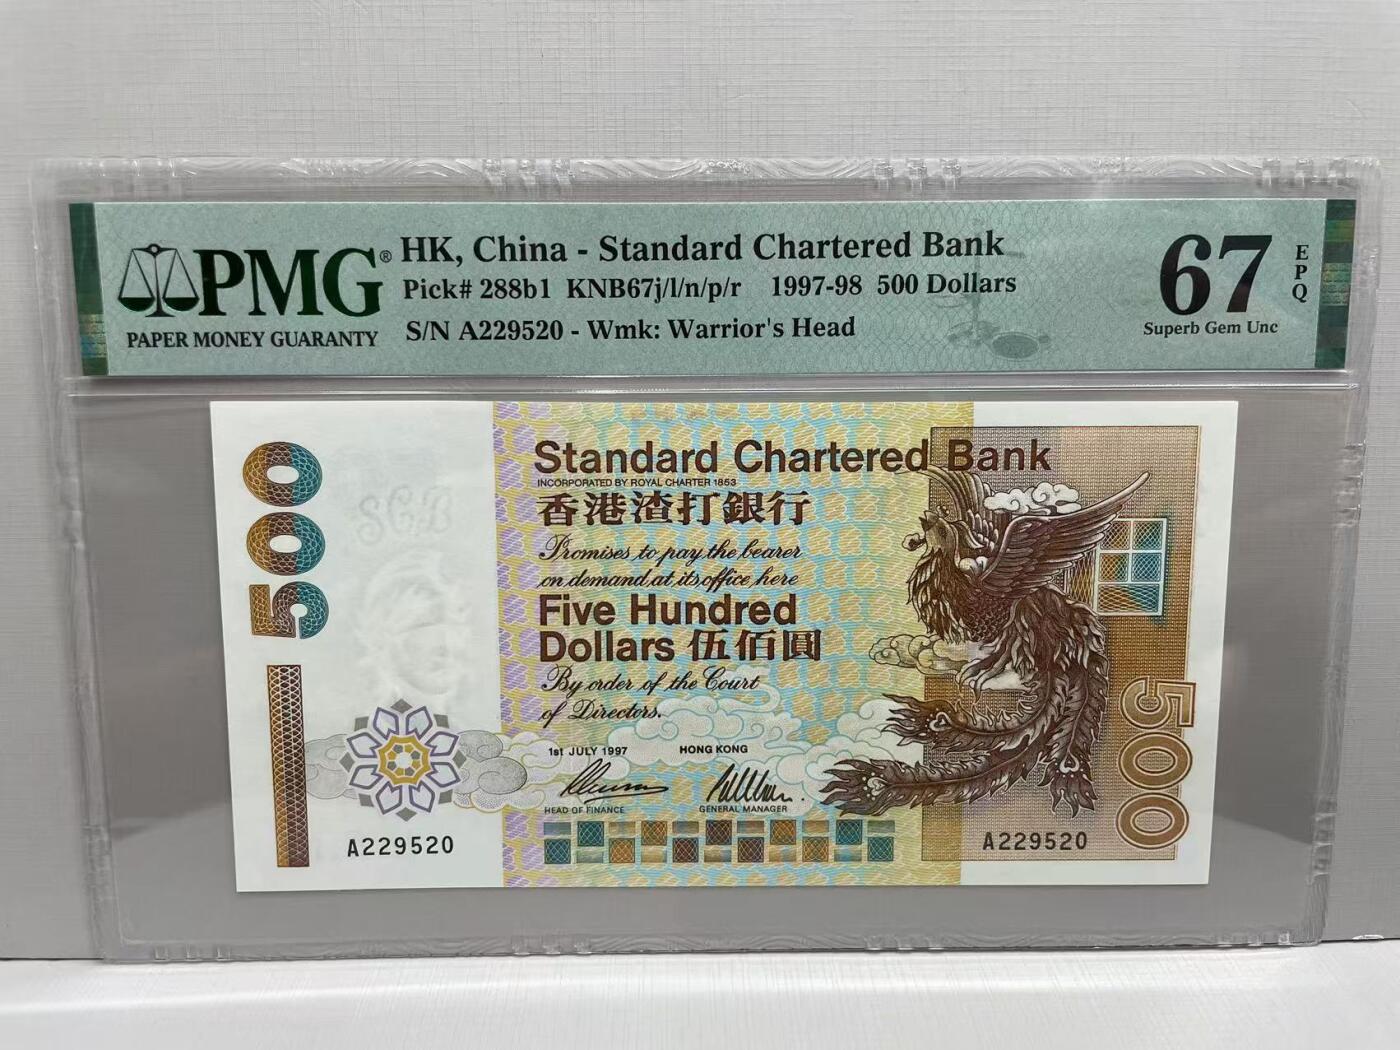 PMG®
PAPER MONEY GUARANTY
HK, China - Standard Chartered Bank
Pick# 288b1 KNB67j/l/n/p/r 1997-98 500 Dollars
S/N A229520 - Wmk: Warrior's Head
67
EPQ
Superb Gem Unc
500
SCB
Standard Chartered Bank
INCORPORATED BY ROYAL CHARTER 1853
香港渣打銀行
Promises to pay the bearer
on demand at its office here
Five Hundred
Dollars 伍佰圓
By order of the Court
of Directors.
1st JULY 1997 HONG KONG
HEAD OF FINANCE GENERAL MANAGER
A229520
A229520
500